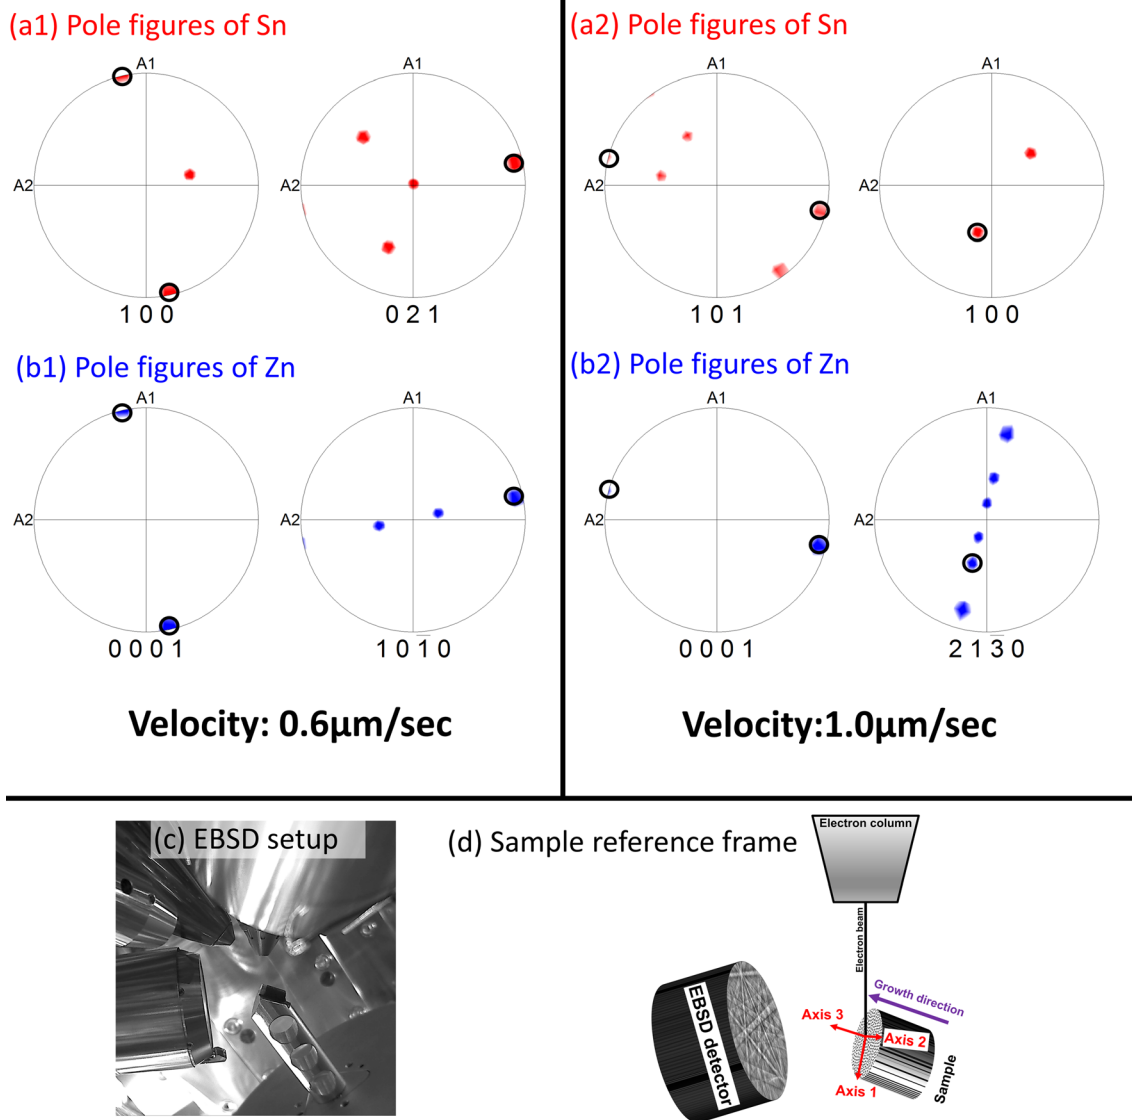 (a1) Pole figures of Sn
A1
A2
1 0 0
A1
0 2 1
(a2) Pole figures of Sn
A1
A2
1 0 1
A1
1 0 0
(b1) Pole figures of Zn
A1
A2
0 0 0 1
A1
A2
1 0 1̅ 0
(b2) Pole figures of Zn
A1
A2
0 0 0 1
A1
A2
2 1 3̅ 0
Velocity: 0.6μm/sec
Velocity:1.0μm/sec
(c) EBSD setup
(d) Sample reference frame
Electron column
Electron beam
Growth direction
Axis 3
Axis 2
Axis 1
Sample
EBSD detector